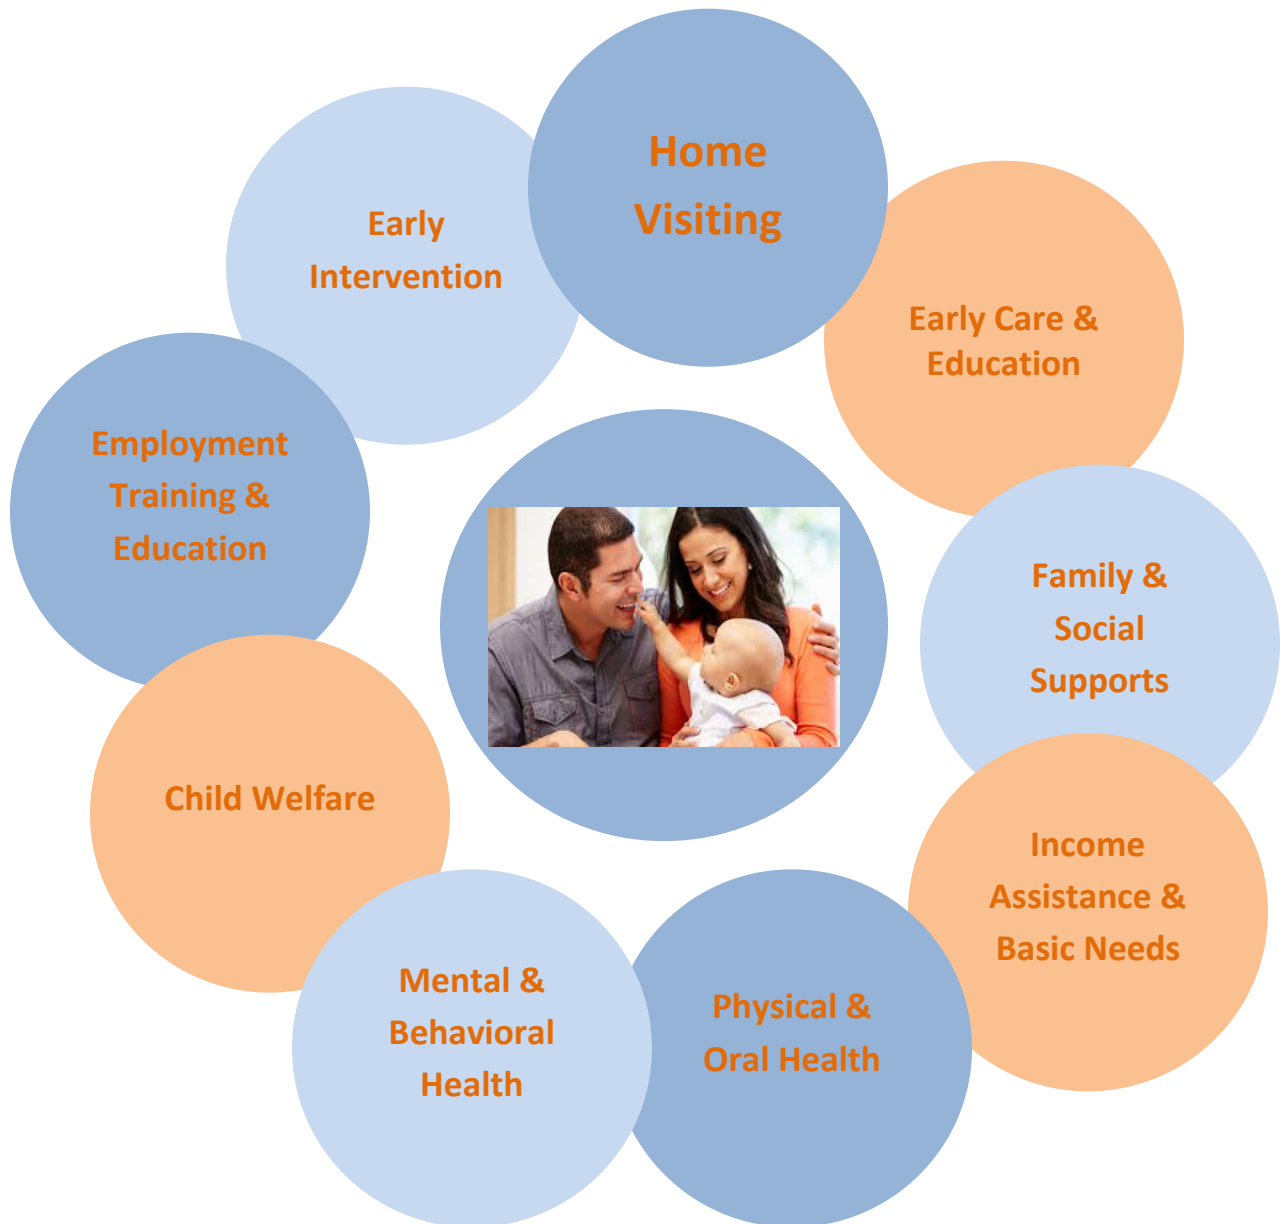 Home
Visiting
Early Care &
Education
Family &
Social
Supports
Income
Assistance &
Basic Needs
Physical &
Oral Health
Mental &
Behavioral
Health
Child Welfare
Employment
Training &
Education
Early
Intervention